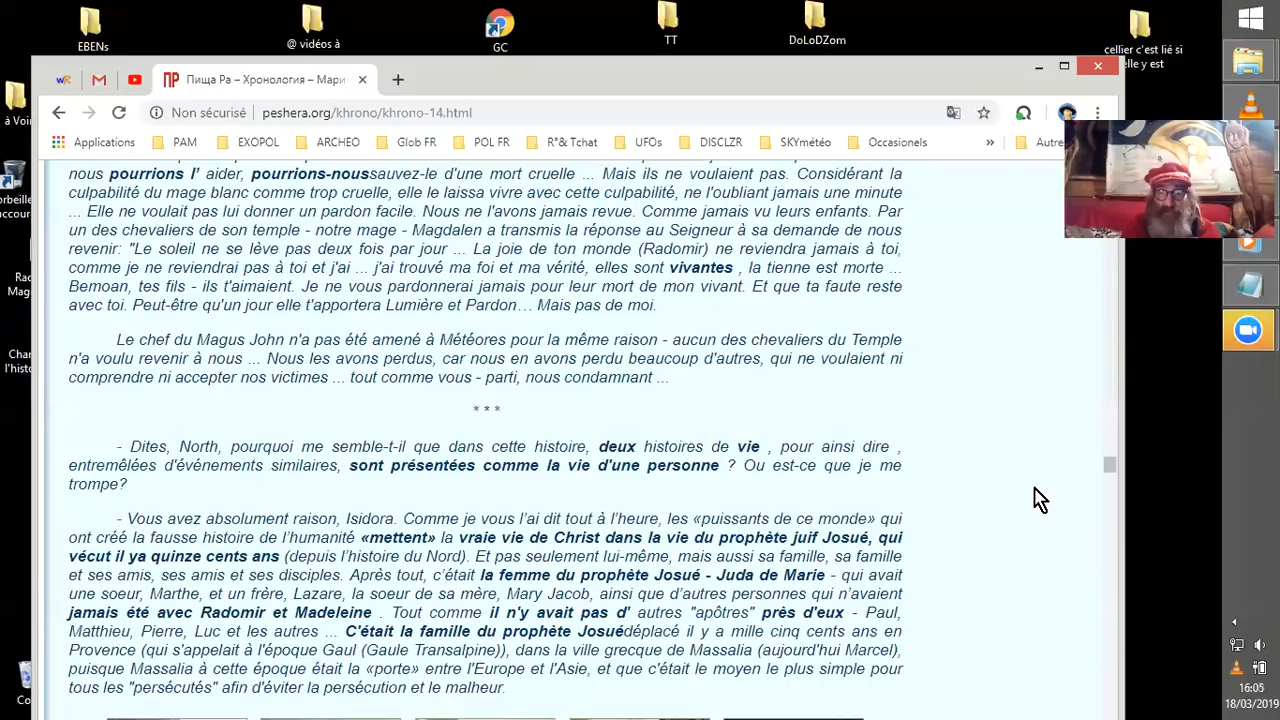 EBENs
@ vidéos à
GC
TT
DoLoDZom
cellier c'est lié si
Пища Ра – Хронология – Мари
Non sécurisé
peshera.org/khrono/khrono-14.html
Applications
PAM
EXOPOL
ARCHEO
Glob FR
POL FR
R°& Tchat
UFOs
DISCLZR
SKYmétéo
Occasionels
»
Autre
nous pourrions l' aider, pourrions-noussauvez-le d'une mort cruelle ... Mais ils ne voulaient pas. Considérant la
culpabilité du mage blanc comme trop cruelle, elle le laissa vivre avec cette culpabilité, ne l'oubliant jamais une minute
... Elle ne voulait pas lui donner un pardon facile. Nous ne l'avons jamais revue. Comme jamais vu leurs enfants. Par
un des chevaliers de son temple - notre mage - Magdalen a transmis la réponse au Seigneur à sa demande de nous
revenir: "Le soleil ne se lève pas deux fois par jour ... La joie de ton monde (Radomir) ne reviendra jamais à toi,
comme je ne reviendrai pas à toi et j'ai ... j'ai trouvé ma foi et ma vérité, elles sont vivantes , la tienne est morte ...
Bemoan, tes fils - ils t'aimaient. Je ne vous pardonnerai jamais pour leur mort de mon vivant. Et que ta faute reste
avec toi. Peut-être qu'un jour elle t'apportera Lumière et Pardon… Mais pas de moi.
Le chef du Magus John n'a pas été amené à Météores pour la même raison - aucun des chevaliers du Temple
n'a voulu revenir à nous ... Nous les avons perdus, car nous en avons perdu beaucoup d'autres, qui ne voulaient ni
comprendre ni accepter nos victimes ... tout comme vous - parti, nous condamnant ...
* * *
- Dites, North, pourquoi me semble-t-il que dans cette histoire, deux histoires de vie , pour ainsi dire ,
entremêlées d'événements similaires, sont présentées comme la vie d'une personne ? Ou est-ce que je me
trompe?
- Vous avez absolument raison, Isidora. Comme je vous l’ai dit tout à l’heure, les «puissants de ce monde» qui
ont créé la fausse histoire de l’humanité «mettent» la vraie vie de Christ dans la vie du prophète juif Josué, qui
vécut il ya quinze cents ans (depuis l’histoire du Nord). Et pas seulement lui-même, mais aussi sa famille, sa famille
et ses amis, ses amis et ses disciples. Après tout, c’était la femme du prophète Josué - Juda de Marie - qui avait
une soeur, Marthe, et un frère, Lazare, la soeur de sa mère, Mary Jacob, ainsi que d’autres personnes qui n’avaient
jamais été avec Radomir et Madeleine . Tout comme il n'y avait pas d' autres "apôtres" près d'eux - Paul,
Matthieu, Pierre, Luc et les autres ... C'était la famille du prophète Josuédéplacé il y a mille cinq cents ans en
Provence (qui s'appelait à l'époque Gaul (Gaule Transalpine)), dans la ville grecque de Massalia (aujourd'hui Marcel),
puisque Massalia à cette époque était la «porte» entre l'Europe et l'Asie, et que c'était le moyen le plus simple pour
tous les "persécutés" afin d'éviter la persécution et le malheur.
à Voir
16:05
18/03/2019